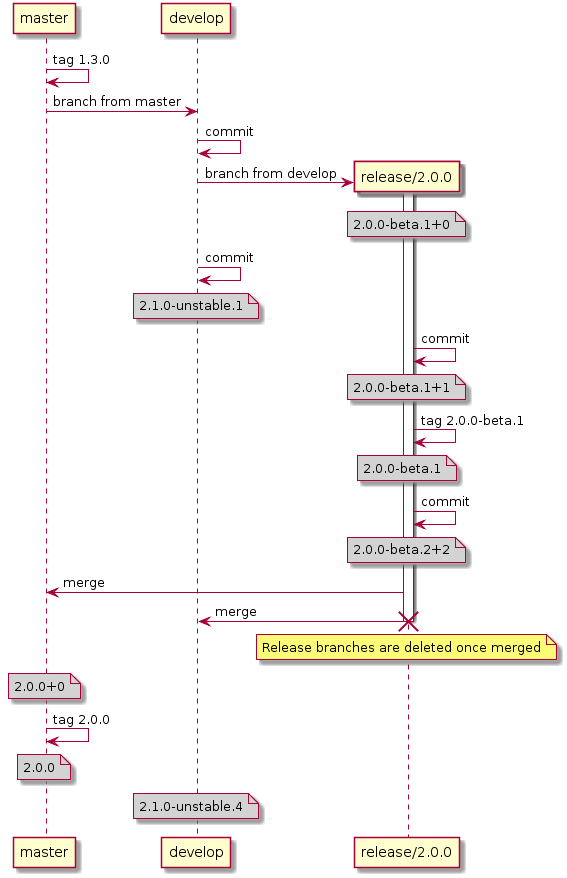 master
develop
tag 1.3.0
branch from master
commit
branch from develop
release/2.0.0
2.0.0-beta.1+0
commit
2.1.0-unstable.1
commit
2.0.0-beta.1+1
tag 2.0.0-beta.1
2.0.0-beta.1
commit
2.0.0-beta.2+2
merge
merge
Release branches are deleted once merged
2.0.0+0
tag 2.0.0
2.0.0
2.1.0-unstable.4
master
develop
release/2.0.0